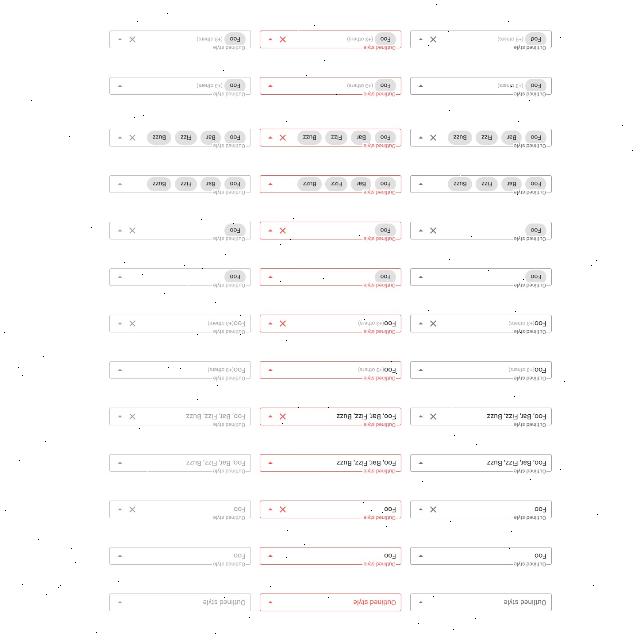 Outlined style Outlined style Outlined style
Outlined style Outlined style Outlined style
Foo Foo Foo
Outlined style Outlined style Outlined style
Foo Foo Foo
Outlined style Outlined style Outlined style
Foo, Bar, Fizz, Buzz Foo, Bar, Fizz, Buzz Foo, Bar, Fizz, Buzz
Outlined style Outlined style Outlined style
Foo, Bar, Fizz, Buzz Foo, Bar, Fizz, Buzz Foo, Bar, Fizz, Buzz
Outlined style Outlined style Outlined style
Foo (+3 others) Foo (+3 others) Foo (+3 others)
Outlined style Outlined style Outlined style
Foo (+3 others) Foo (+3 others) Foo (+3 others)
Outlined style Outlined style Outlined style
Foo Foo Foo
Outlined style Outlined style Outlined style
Foo Foo Foo
Outlined style Outlined style Outlined style
Foo Bar Fizz Buzz Foo Bar Fizz Buzz Foo Bar Fizz Buzz
Outlined style Outlined style Outlined style
Foo Bar Fizz Buzz Foo Bar Fizz Buzz Foo Bar Fizz Buzz
Outlined style Outlined style Outlined style
Foo (+3 others) Foo (+3 others) Foo (+3 others)
Outlined style Outlined style Outlined style
Foo (+3 others) Foo (+3 others) Foo (+3 others)